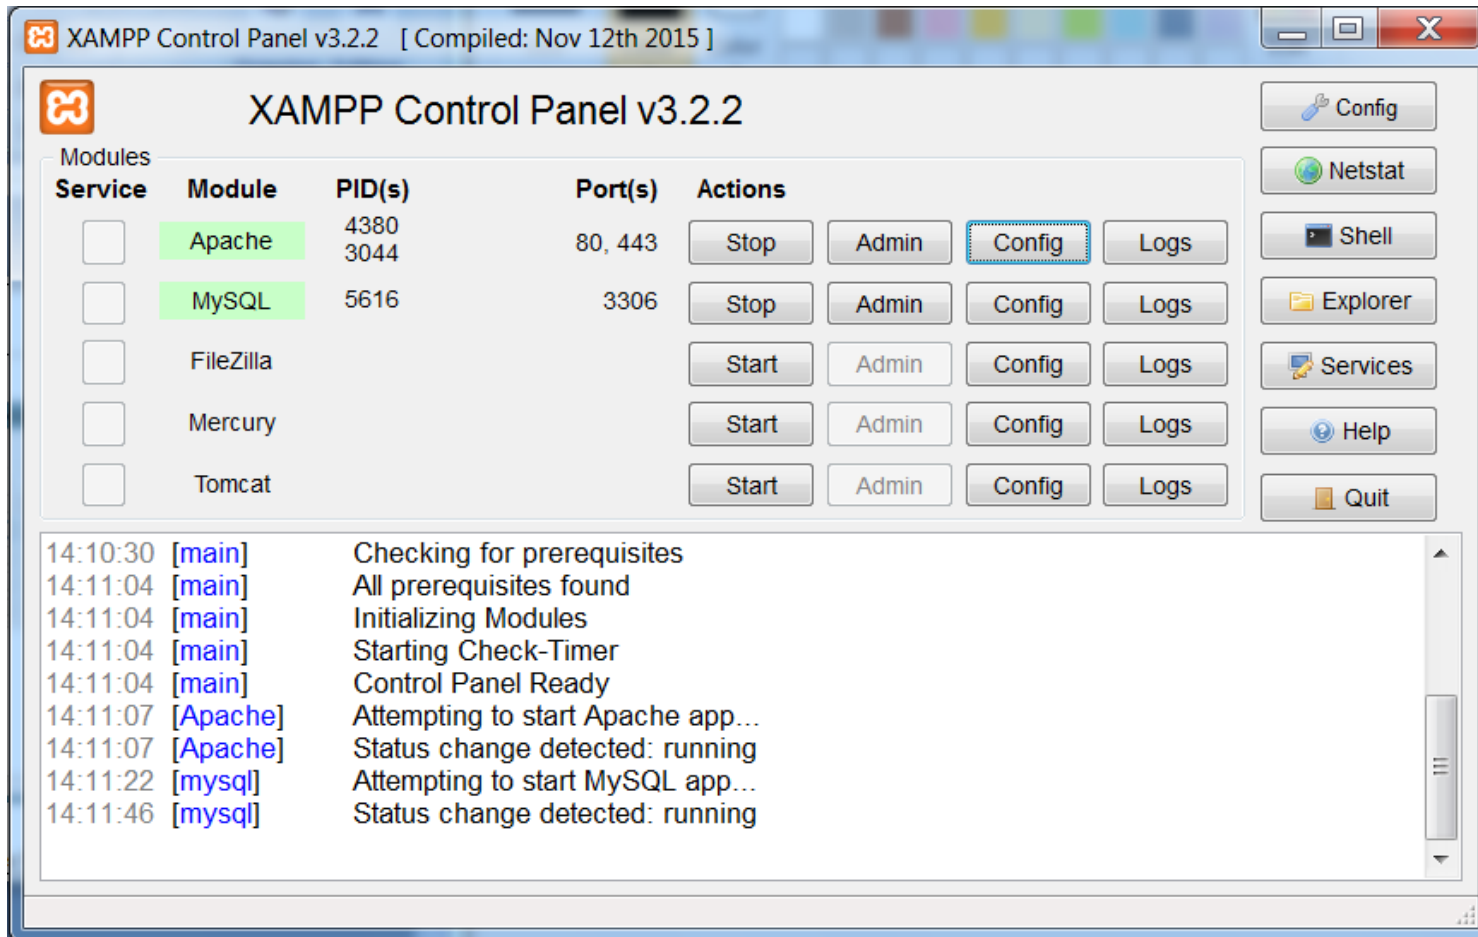 XAMPP Control Panel v3.2.2 [ Compiled: Nov 12th 2015 ]
XAMPP Control Panel v3.2.2
Config
Modules
Service Module PID(s) Port(s) Actions
Netstat
Apache 4380 3044 80, 443 Stop Admin Config Logs
Shell
MySQL 5616 3306 Stop Admin Config Logs
Explorer
FileZilla Start Admin Config Logs
Services
Mercury Start Admin Config Logs
Help
Tomcat Start Admin Config Logs
Quit
14:10:30 [main] Checking for prerequisites
14:11:04 [main] All prerequisites found
14:11:04 [main] Initializing Modules
14:11:04 [main] Starting Check-Timer
14:11:04 [main] Control Panel Ready
14:11:07 [Apache] Attempting to start Apache app...
14:11:07 [Apache] Status change detected: running
14:11:22 [mysql] Attempting to start MySQL app...
14:11:46 [mysql] Status change detected: running